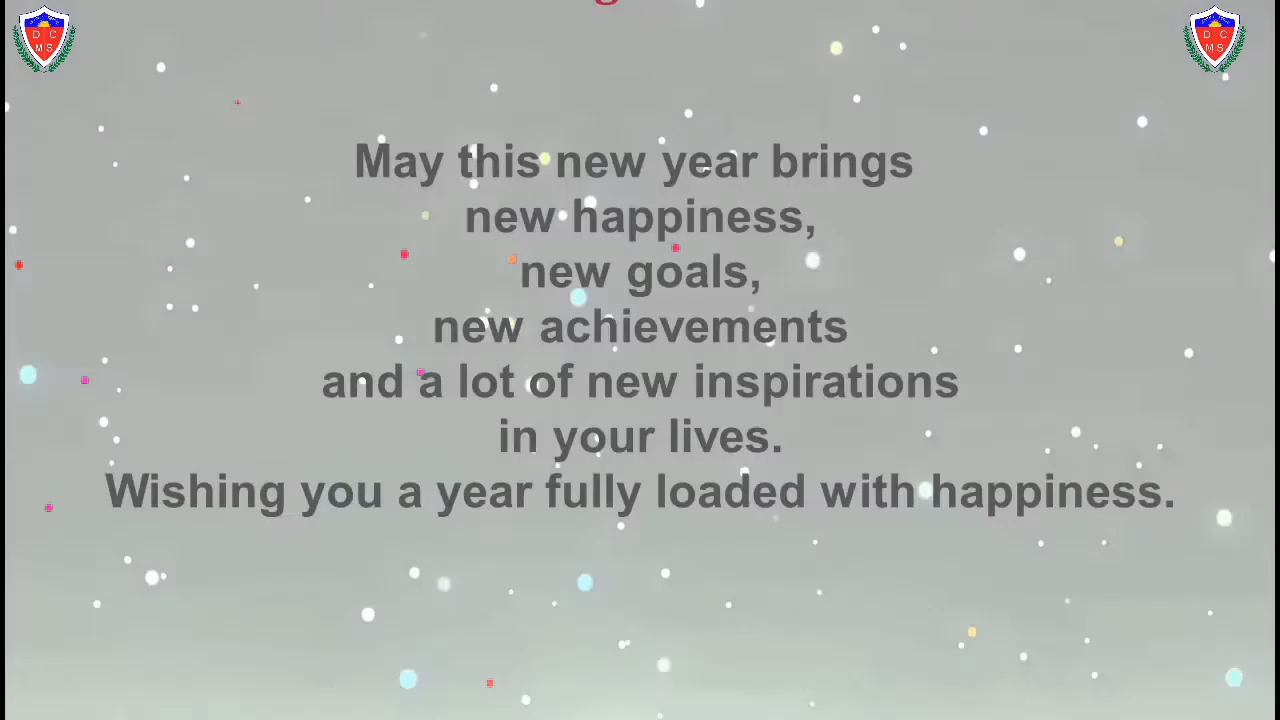 D C
M S
D C
M S
May this new year brings
new happiness,
new goals,
new achievements
and a lot of new inspirations
in your lives.
Wishing you a year fully loaded with happiness.